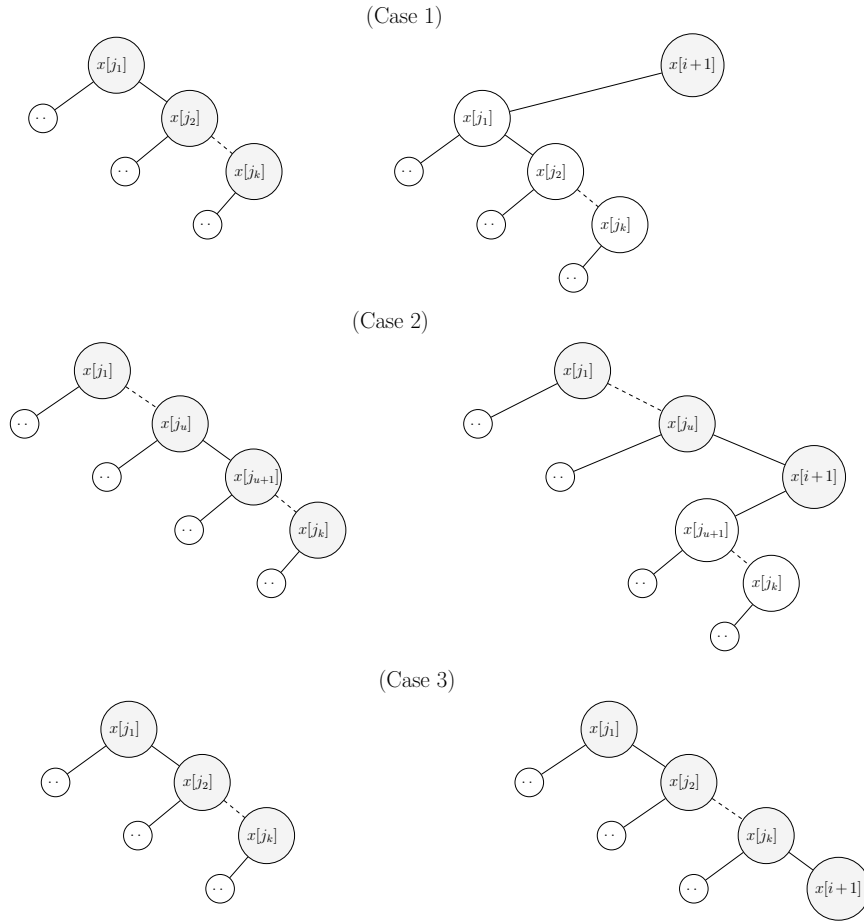 (Case 1)
x[j₁]
x[i+1]
··
x[j₂]
x[j₁]
··
x[jₖ]
··
x[j₂]
··
··
x[jₖ]
··
(Case 2)
x[j₁]
x[j₁]
··
x[jᵤ]
··
x[jᵤ]
··
x[jᵤ₊₁]
··
x[i+1]
··
x[jₖ]
x[jᵤ₊₁]
··
··
x[jₖ]
··
(Case 3)
x[j₁]
x[j₁]
··
x[j₂]
··
x[j₂]
··
x[jₖ]
··
x[jₖ]
··
··
x[i+1]